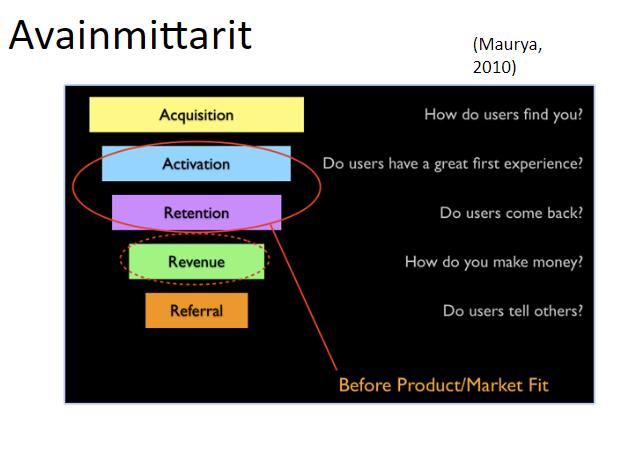 Avainmittarit
(Maurya,
2010)
Acquisition How do users find you?
Activation Do users have a great first experience?
Retention Do users come back?
Revenue How do you make money?
Referral Do users tell others?
Before Product/Market Fit